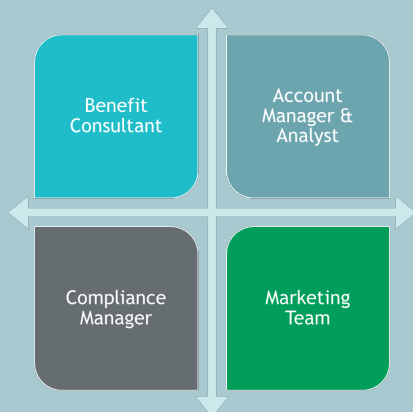 Benefit
Consultant
Account
Manager &
Analyst
Compliance
Manager
Marketing
Team